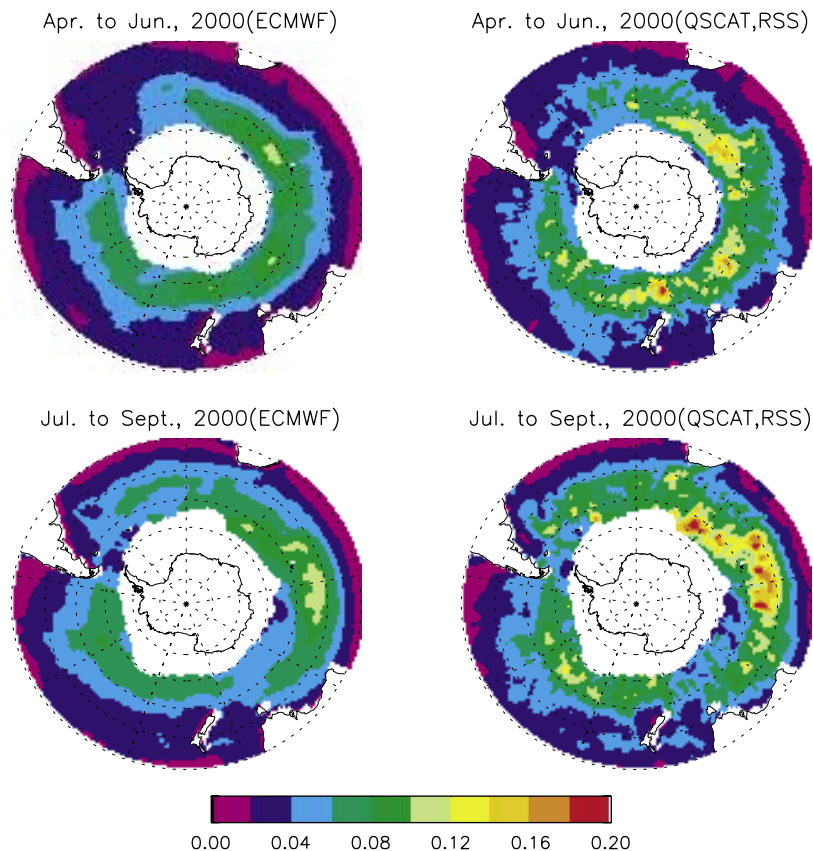 Apr. to Jun., 2000(ECMWF)
Apr. to Jun., 2000(QSCAT,RSS)
Jul. to Sept., 2000(ECMWF)
Jul. to Sept., 2000(QSCAT,RSS)
0.00 0.04 0.08 0.12 0.16 0.20